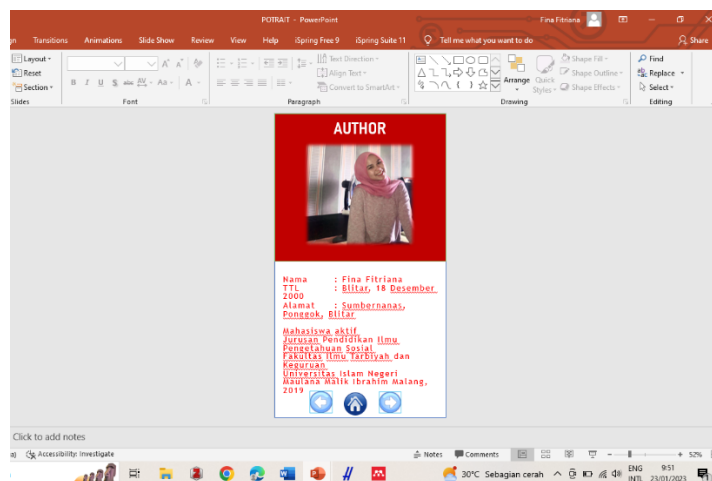 POTRAIT - PowerPoint
Fina Fitriana
Transitions Animations Slide Show Review View Help iSpring Free 9 iSpring Suite 11 Tell me what you want to do Share
Layout
Reset
Section
Slides
B I U S abc AV Aa A
Font
Text Direction
Align Text
Convert to SmartArt
Paragraph
Arrange
Quick
Styles
Shape Fill
Shape Outline
Shape Effects
Drawing
Find
Replace
Select
Editing
AUTHOR
Nama : Fina Fitriana
TTL : Blitar, 18 Desember
2000
Alamat : Sumbernanas,
Ponggok, Blitar
Mahasiswa aktif
Jurusan Pendidikan Ilmu
Pengetahuan Sosial
Fakultas Ilmu Tarbiyah dan
Keguruan
Universitas Islam Negeri
Maulana Malik Ibrahim Malang,
2019
Click to add notes
Accessibility: Investigate
Notes Comments 52%
30°C Sebagian cerah
ENG
INTL
9:51
23/01/2023